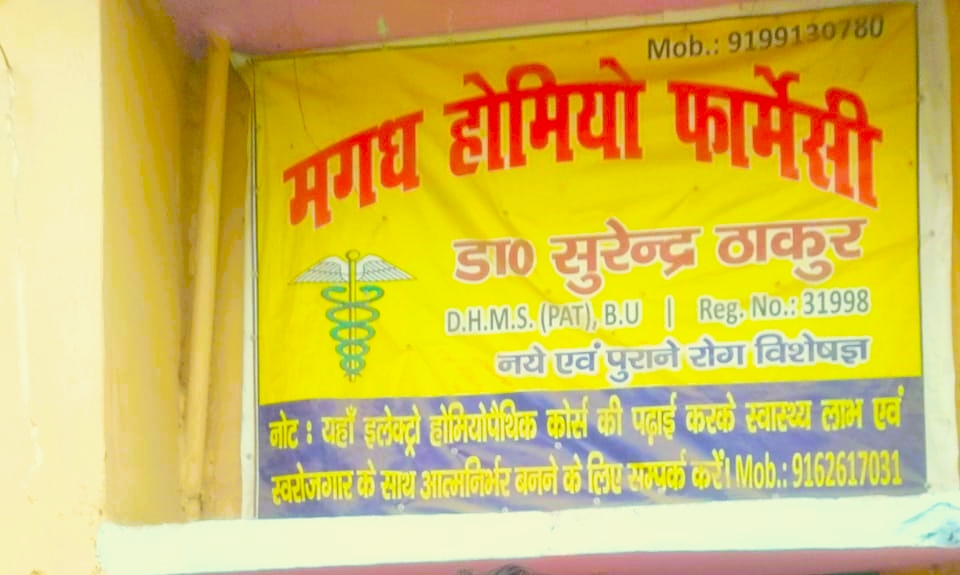 Mob.: 9199130780
मगध होमियो फार्मेसी
डा० सुरेन्द्र ठाकुर
D.H.M.S. (PAT), B.U | Reg. No.: 31998
नये एवं पुराने रोग विशेषज्ञ
नोट : यहाँ इलेक्ट्रो होमियोपैथिक कोर्स की पढ़ाई करके स्वास्थ्य लाभ एवं
स्वरोजगार के साथ आत्मनिर्भर बनने के लिए सम्पर्क करें। Mob.: 9162617031